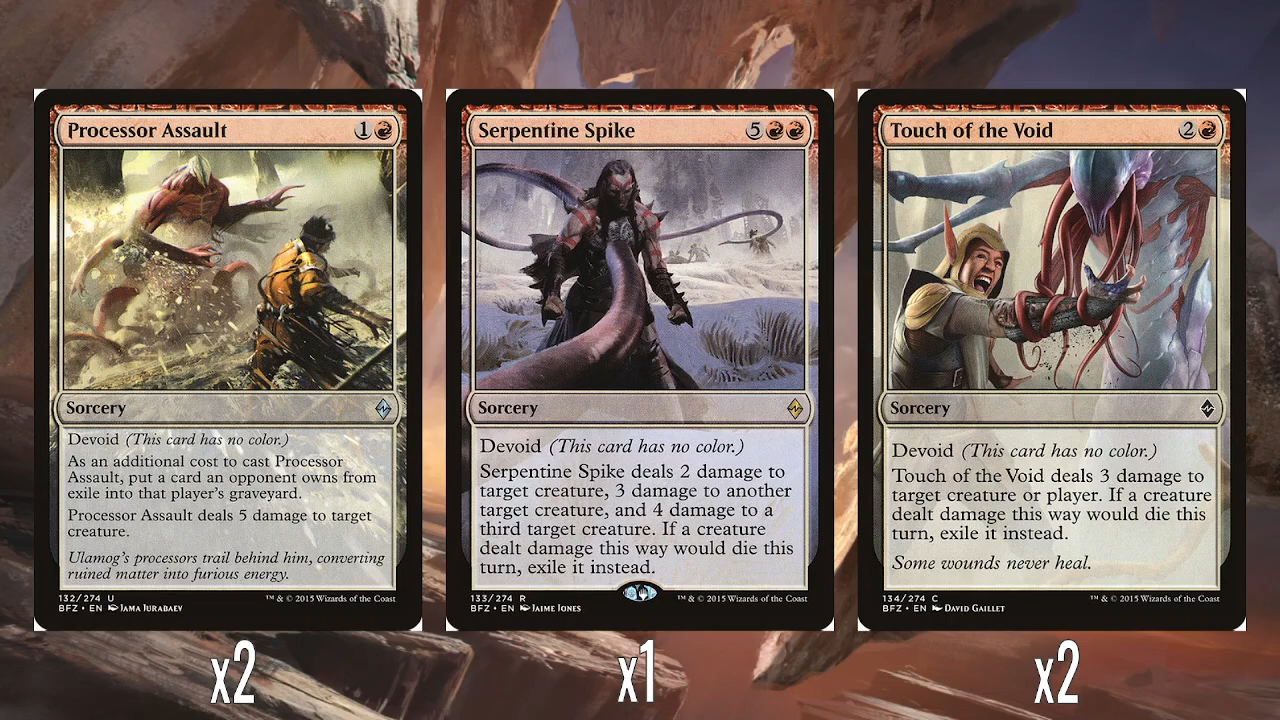 Processor Assault 1
Sorcery
Devoid (This card has no color.)
As an additional cost to cast Processor
Assault, put a card an opponent owns from
exile into that player's graveyard.
Processor Assault deals 5 damage to target
creature.
Ulamog's processors trail behind him, converting
ruined matter into furious energy.
132/274 U
BFZ • EN Jama Jurabaev
™ & © 2015 Wizards of the Coast
x2
Serpentine Spike 5
Sorcery
Devoid (This card has no color.)
Serpentine Spike deals 2 damage to
target creature, 3 damage to another
target creature, and 4 damage to a
third target creature. If a creature
dealt damage this way would die this
turn, exile it instead.
133/274 R
BFZ • EN Jaime Jones
™ & © 2015 Wizards of the Coast
x1
Touch of the Void 2
Sorcery
Devoid (This card has no color.)
Touch of the Void deals 3 damage to
target creature or player. If a creature
dealt damage this way would die this
turn, exile it instead.
Some wounds never heal.
134/274 C
BFZ • EN David Gaillet
™ & © 2015 Wizards of the Coast
x2